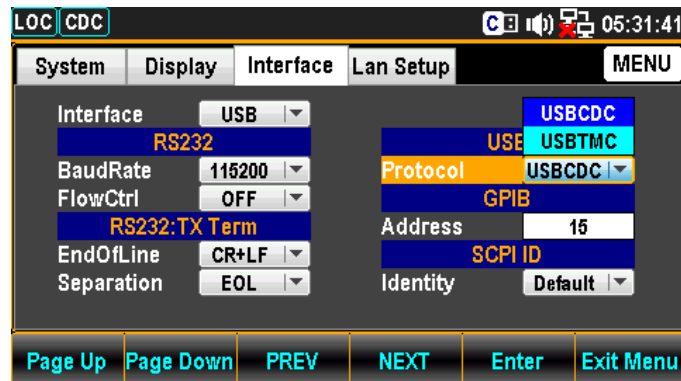 LOC CDC C 05:31:41
System Display Interface Lan Setup MENU
Interface USB USBCDC
RS232 USB USBTMC
BaudRate 115200 Protocol USBCDC
FlowCtrl OFF GPIB
RS232:TX Term Address 15
EndOfLine CR+LF SCPI ID
Separation EOL Identity Default
Page Up Page Down PREV NEXT Enter Exit Menu